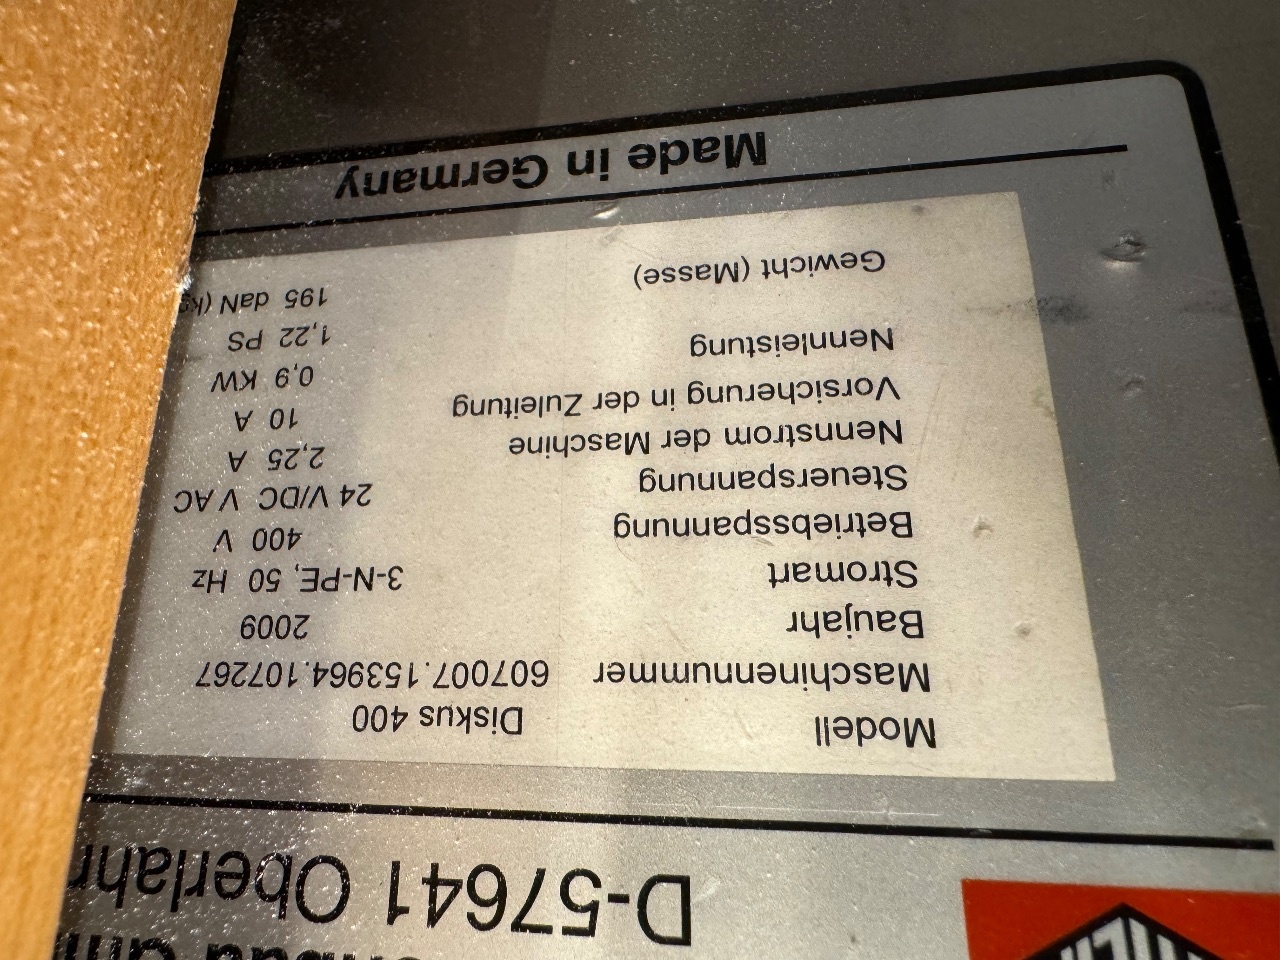 D-57641 Oberlahr
Modell Diskus 400
Maschinennummer 607007.153964.107267
Baujahr 2009
Stromart 3-N-PE, 50 Hz
Betriebsspannung 400 V
Steuerspannung 24 V/DC V AC
Nennstrom der Maschine 2,25 A
Vorsicherung in der Zuleitung 10 A
Nennleistung 0,9 KW
1,22 PS
Gewicht (Masse) 195 daN (kg
Made in Germany